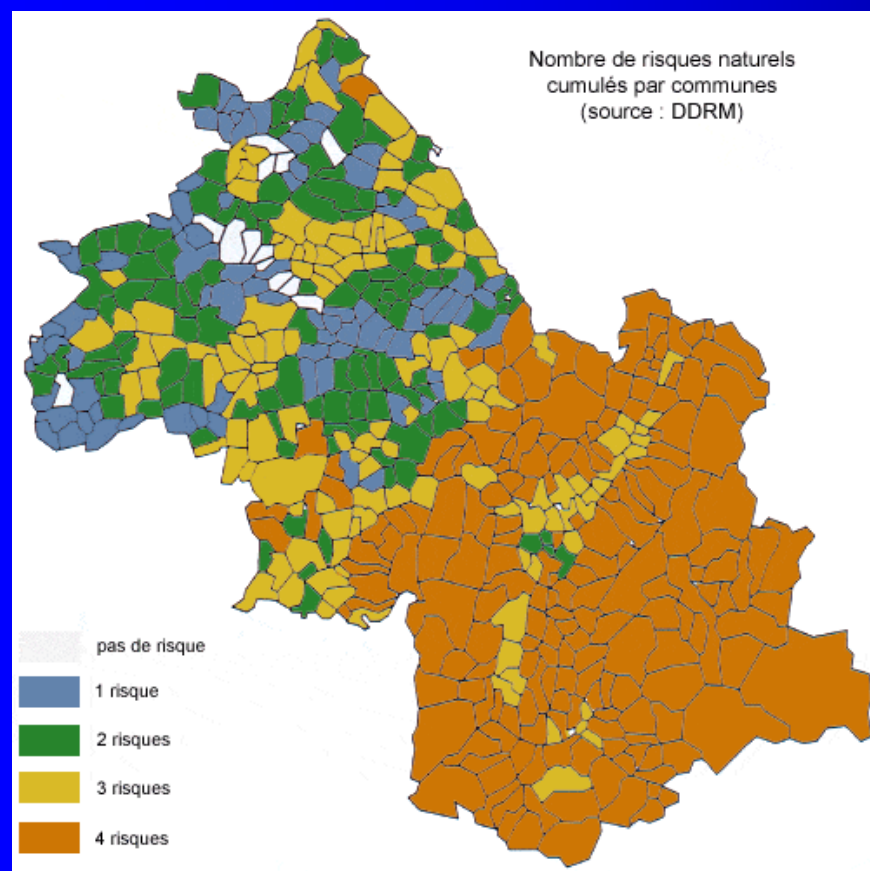 Nombre de risques naturels
cumulés par communes
(source : DDRM)
pas de risque
1 risque
2 risques
3 risques
4 risques